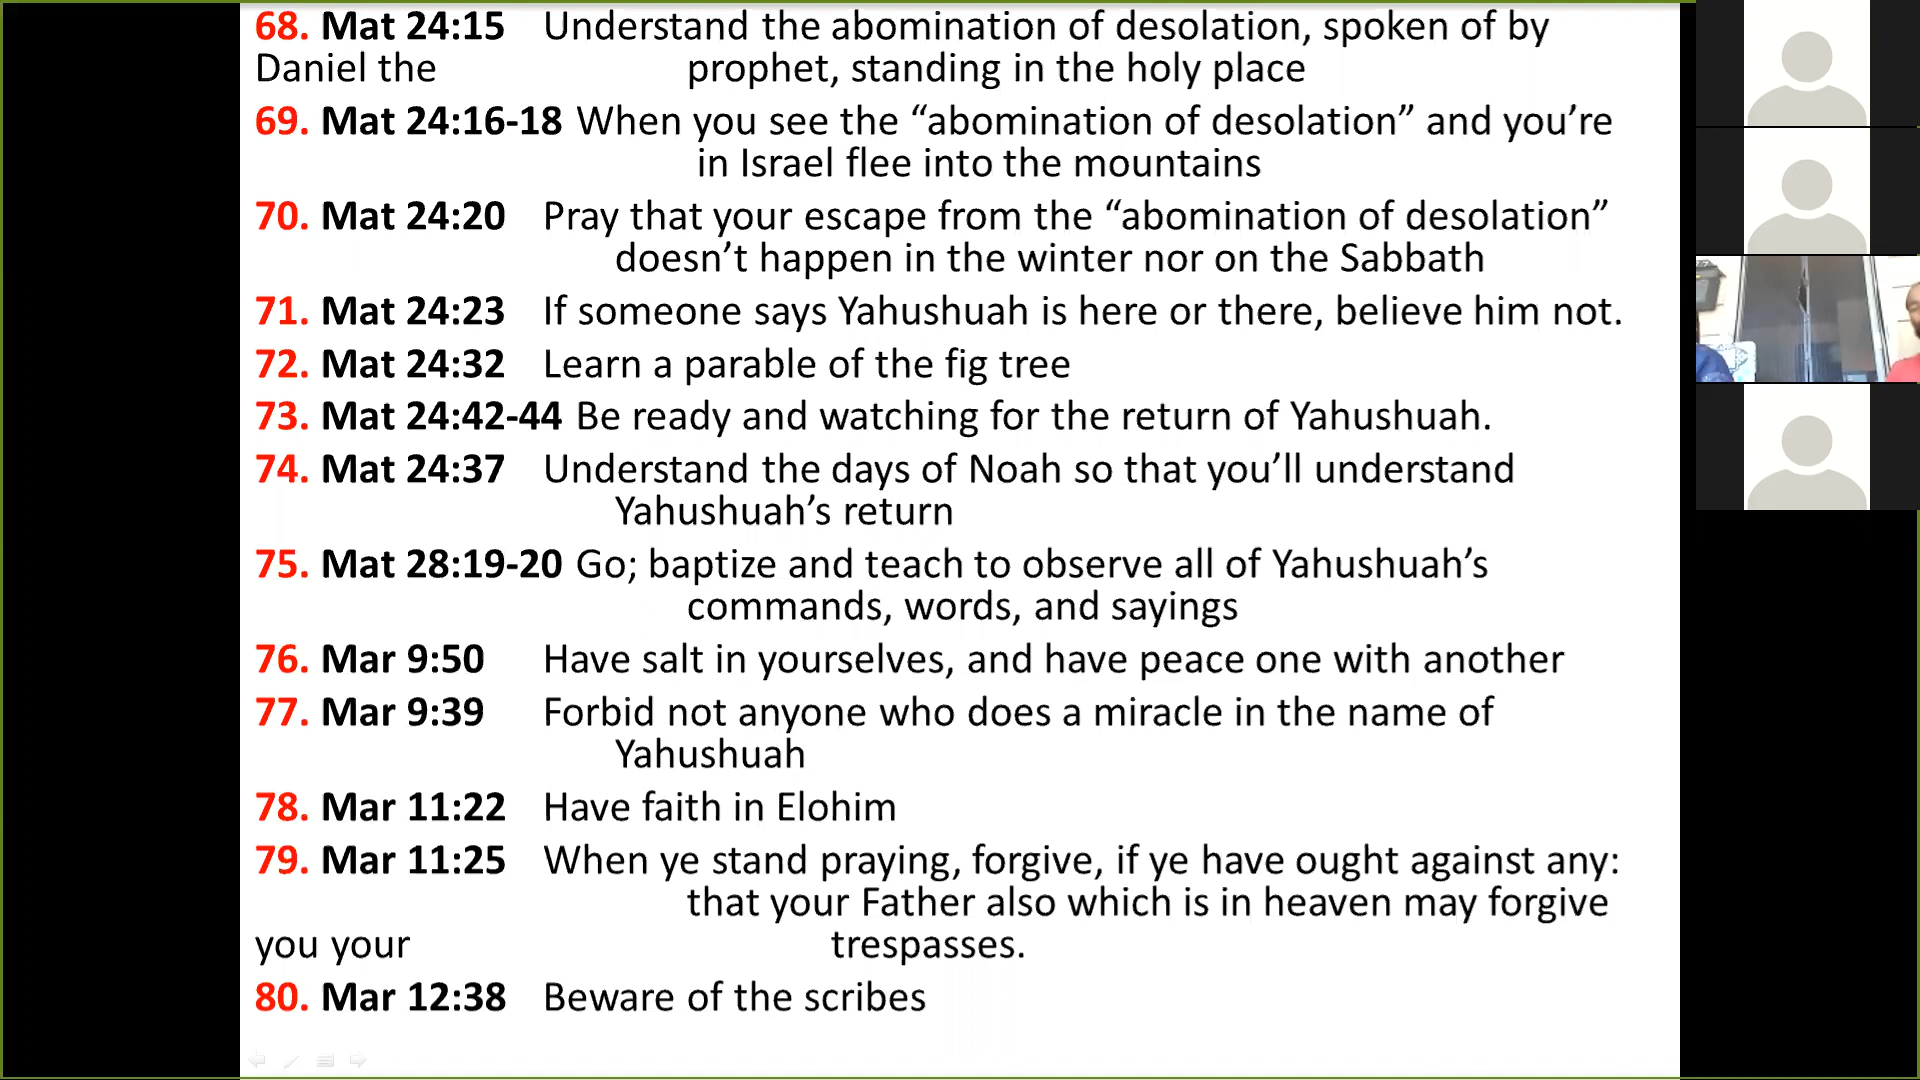 68. Mat 24:15 Understand the abomination of desolation, spoken of by
Daniel the prophet, standing in the holy place
69. Mat 24:16-18 When you see the “abomination of desolation” and you’re
in Israel flee into the mountains
70. Mat 24:20 Pray that your escape from the “abomination of desolation”
doesn’t happen in the winter nor on the Sabbath
71. Mat 24:23 If someone says Yahushuah is here or there, believe him not.
72. Mat 24:32 Learn a parable of the fig tree
73. Mat 24:42-44 Be ready and watching for the return of Yahushuah.
74. Mat 24:37 Understand the days of Noah so that you’ll understand
Yahushuah’s return
75. Mat 28:19-20 Go; baptize and teach to observe all of Yahushuah’s
commands, words, and sayings
76. Mar 9:50 Have salt in yourselves, and have peace one with another
77. Mar 9:39 Forbid not anyone who does a miracle in the name of
Yahushuah
78. Mar 11:22 Have faith in Elohim
79. Mar 11:25 When ye stand praying, forgive, if ye have ought against any:
that your Father also which is in heaven may forgive
you your trespasses.
80. Mar 12:38 Beware of the scribes